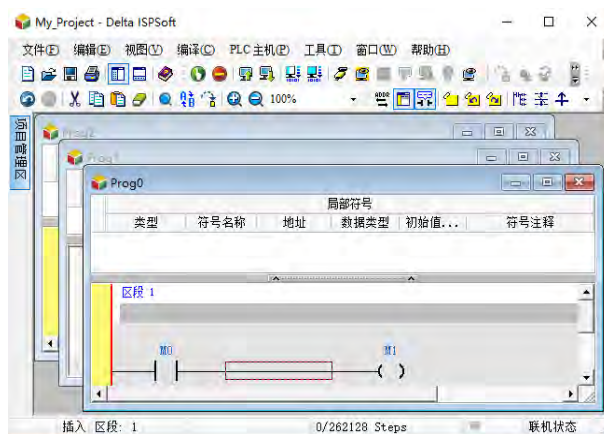 My_Project - Delta ISPSoft
文件(F) 编辑(E) 视图(V) 编译(C) PLC主机(P) 工具(T) 窗口(W) 帮助(H)
100%
项目管理区
Prog2
Prog1
Prog0
局部符号
类型 符号名称 地址 数据类型 初始值... 符号注释
区段 1
M0 M1
插入 区段: 1 0/262128 Steps 联机状态